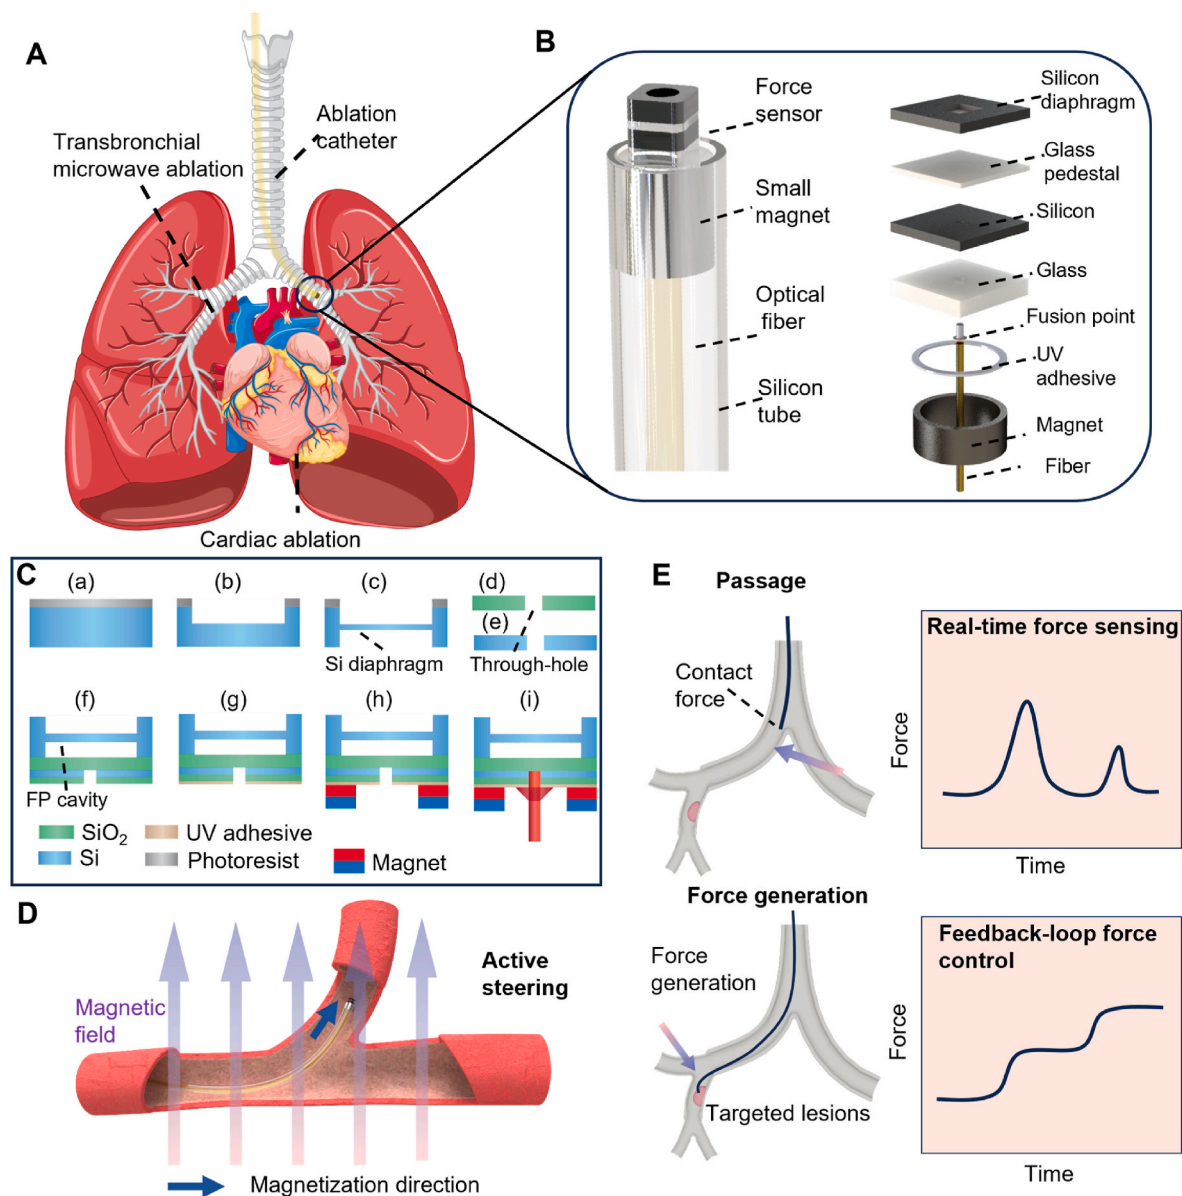 A
Transbronchial
microwave ablation
Ablation
catheter
Cardiac ablation
B
Force
sensor
Small
magnet
Optical
fiber
Silicon
tube
Silicon
diaphragm
Glass
pedestal
Silicon
Glass
Fusion point
UV
adhesive
Magnet
Fiber
C
(a)
(b)
(c)
(d)
(e)
Si diaphragm
Through-hole
(f)
(g)
(h)
(i)
FP cavity
SiO2
UV adhesive
Si
Photoresist
Magnet
D
Magnetic
field
Active
steering
Magnetization direction
E
Passage
Contact
force
Real-time force sensing
Force
Time
Force generation
Force
generation
Targeted lesions
Feedback-loop force
control
Force
Time